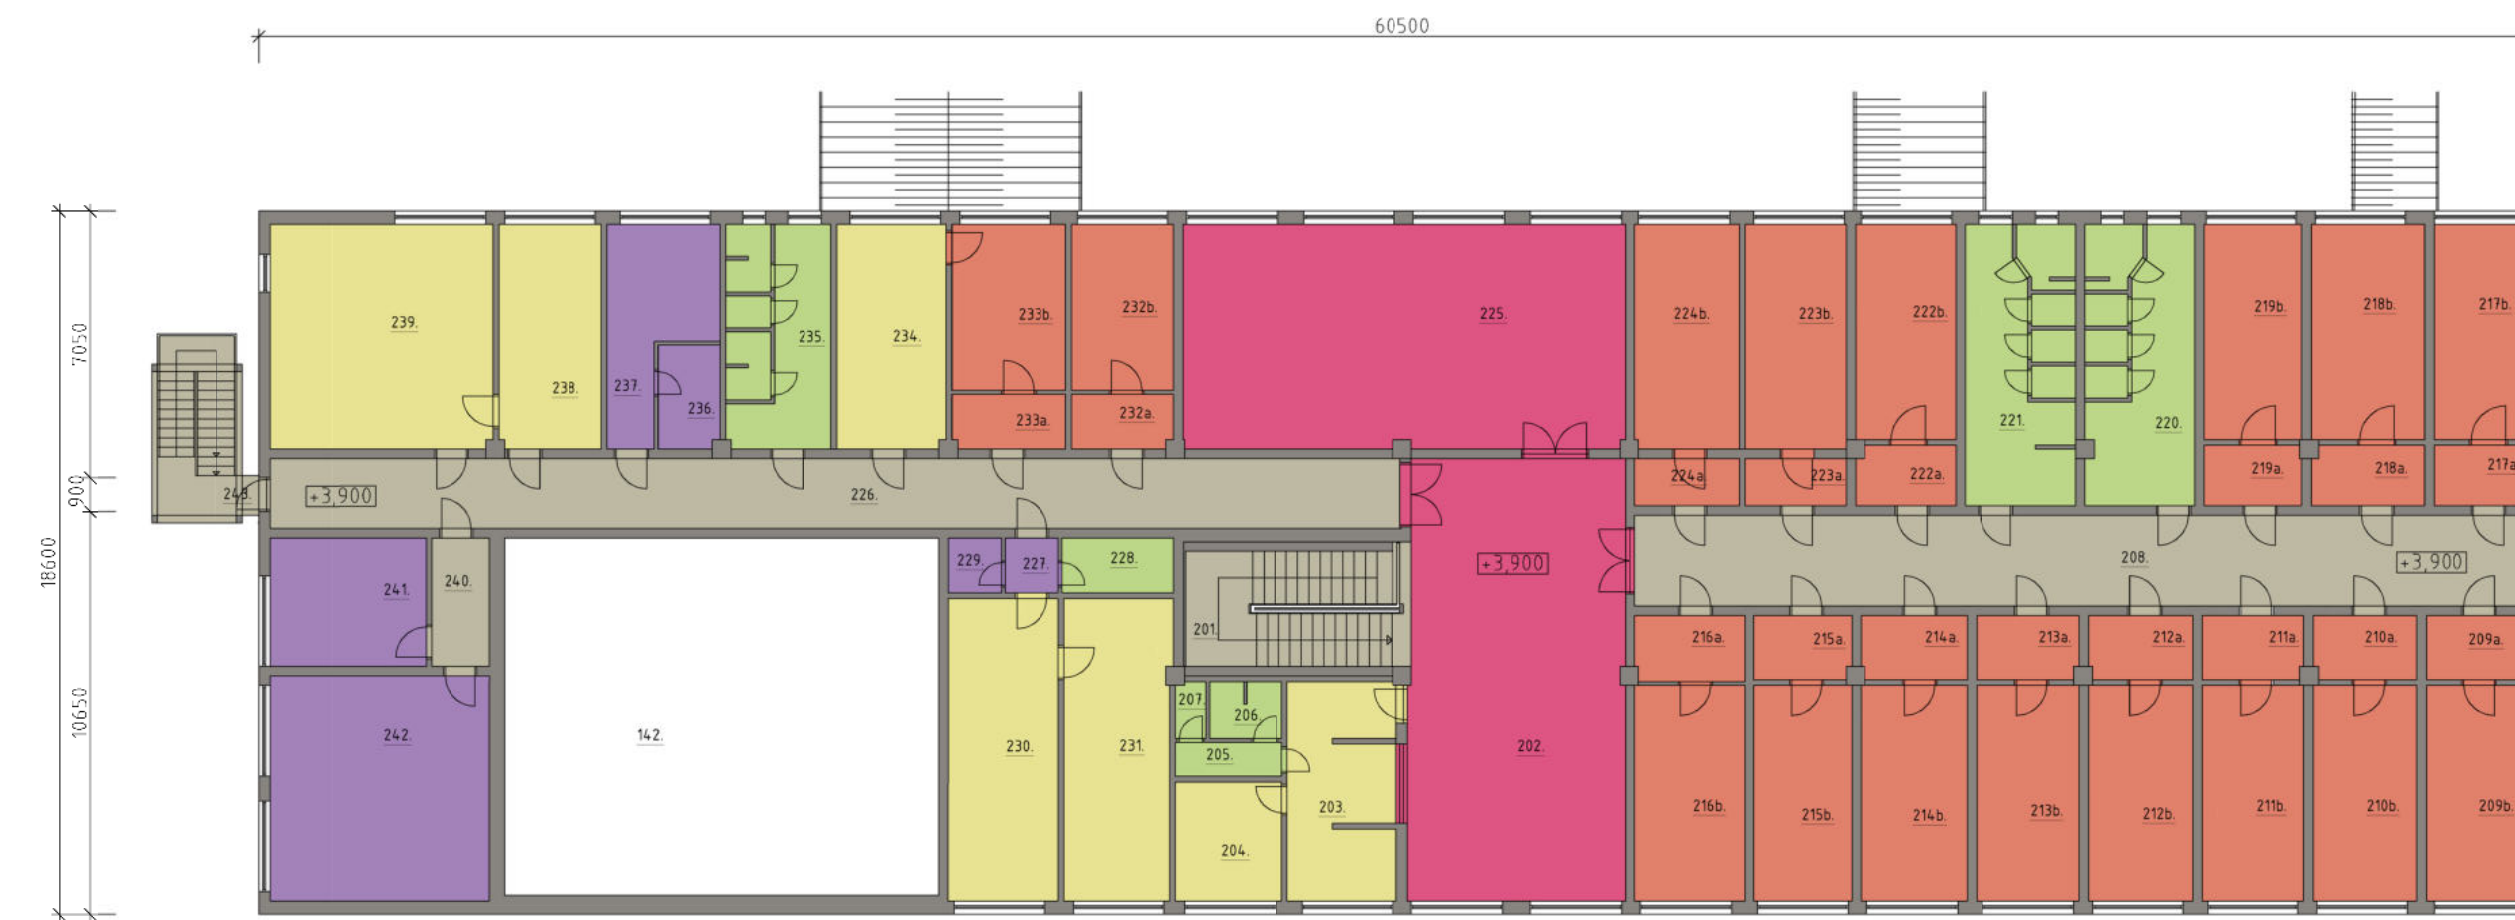 60500
7050
900
18600
10650
239.
238.
237.
236.
235.
234.
233b.
232b.
233a.
232a.
225.
224b.
223b.
222b.
221.
220.
219b.
218b.
217b.
224a.
223a.
222a.
219a.
218a.
217a
243.
+3,900
226.
+3,900
208.
+3,900
241.
240.
229.
227.
228.
201.
216a.
215a.
214a.
213a.
212a.
211a.
210a.
209a.
242.
142.
230.
231.
207.
206.
205.
204.
203.
202.
216b.
215b.
214b.
213b.
212b.
211b.
210b.
209b.